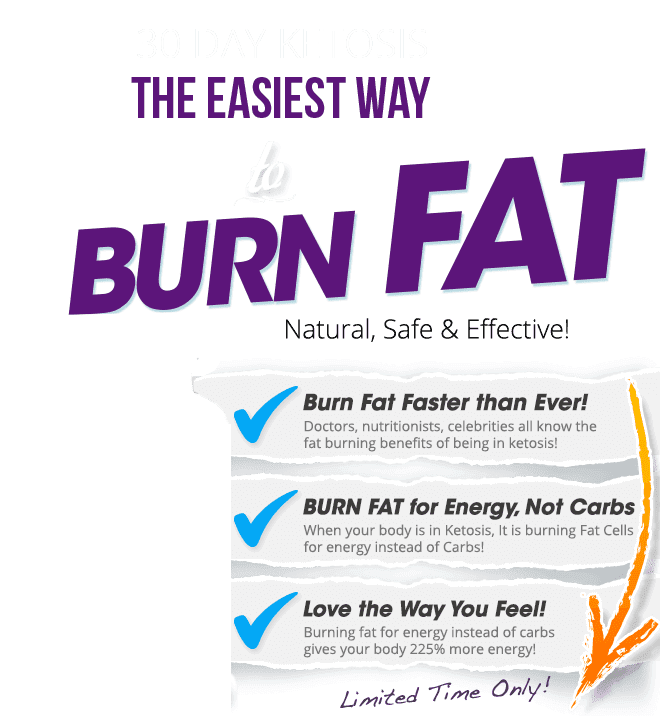 30 DAY KETOSIS
THE EASIEST WAY
to
BURN FAT
Natural, Safe & Effective!
Burn Fat Faster than Ever!
Doctors, nutritionists, celebrities all know the
fat burning benefits of being in ketosis!
BURN FAT for Energy, Not Carbs
When your body is in Ketosis, It is burning Fat Cells
for energy instead of Carbs!
Love the Way You Feel!
Burning fat for energy instead of carbs
gives your body 225% more energy!
Limited Time Only!